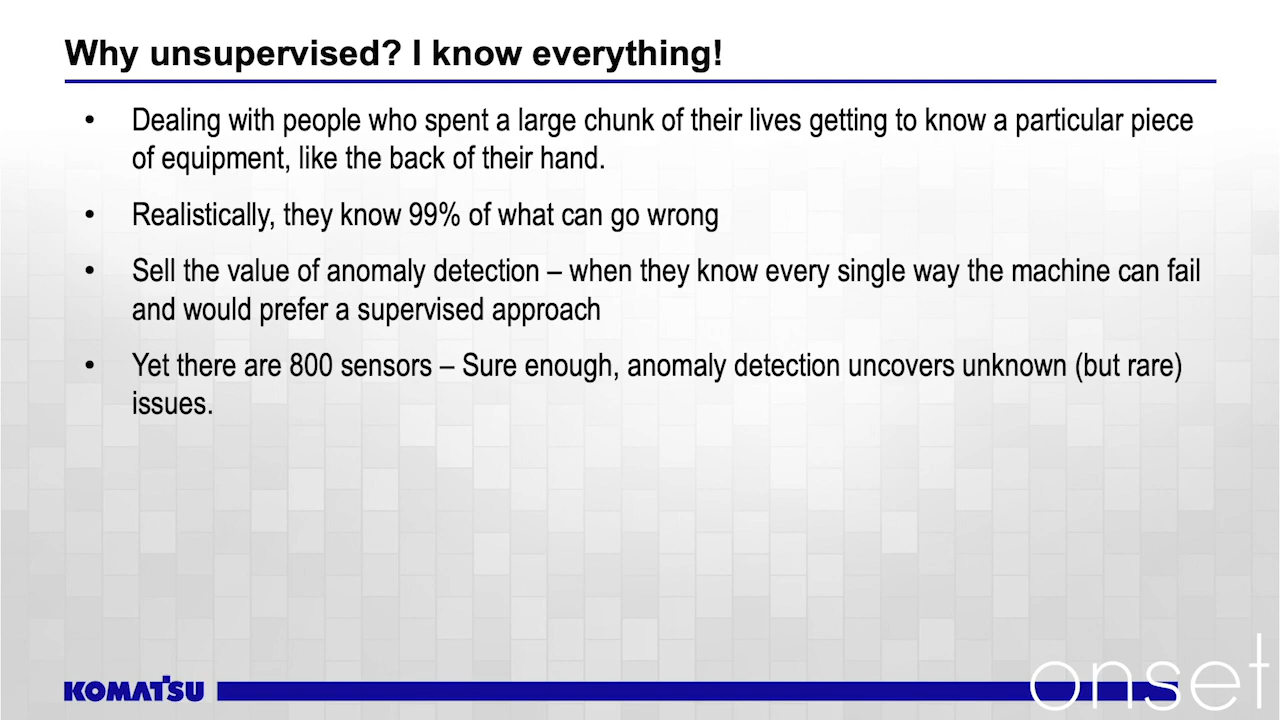 Why unsupervised? I know everything!
• Dealing with people who spent a large chunk of their lives getting to know a particular piece
of equipment, like the back of their hand.
• Realistically, they know 99% of what can go wrong
• Sell the value of anomaly detection – when they know every single way the machine can fail
and would prefer a supervised approach
• Yet there are 800 sensors – Sure enough, anomaly detection uncovers unknown (but rare)
issues.
KOMATSU
onset